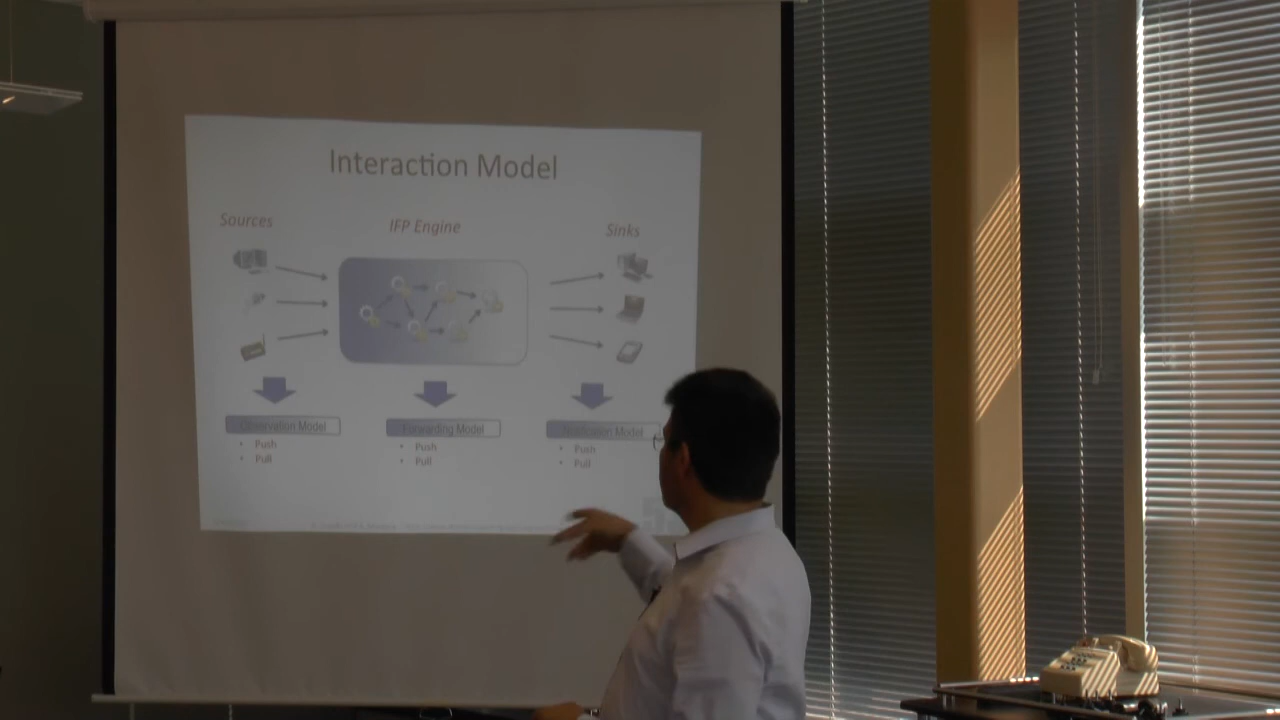 Interaction Model
Sources
IFP Engine
Sinks
Observation Model
Forwarding Model
Notification Model
• Push
• Pull
• Push
• Pull
• Push
• Pull